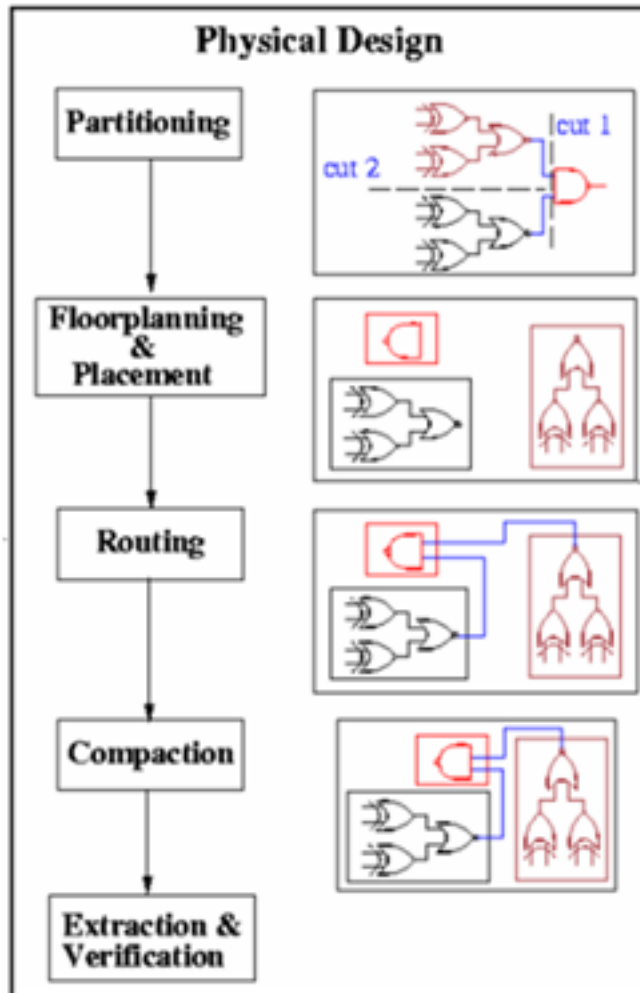 Physical Design
Partitioning
cut 1
cut 2
Floorplanning
&
Placement
Routing
Compaction
Extraction &
Verification